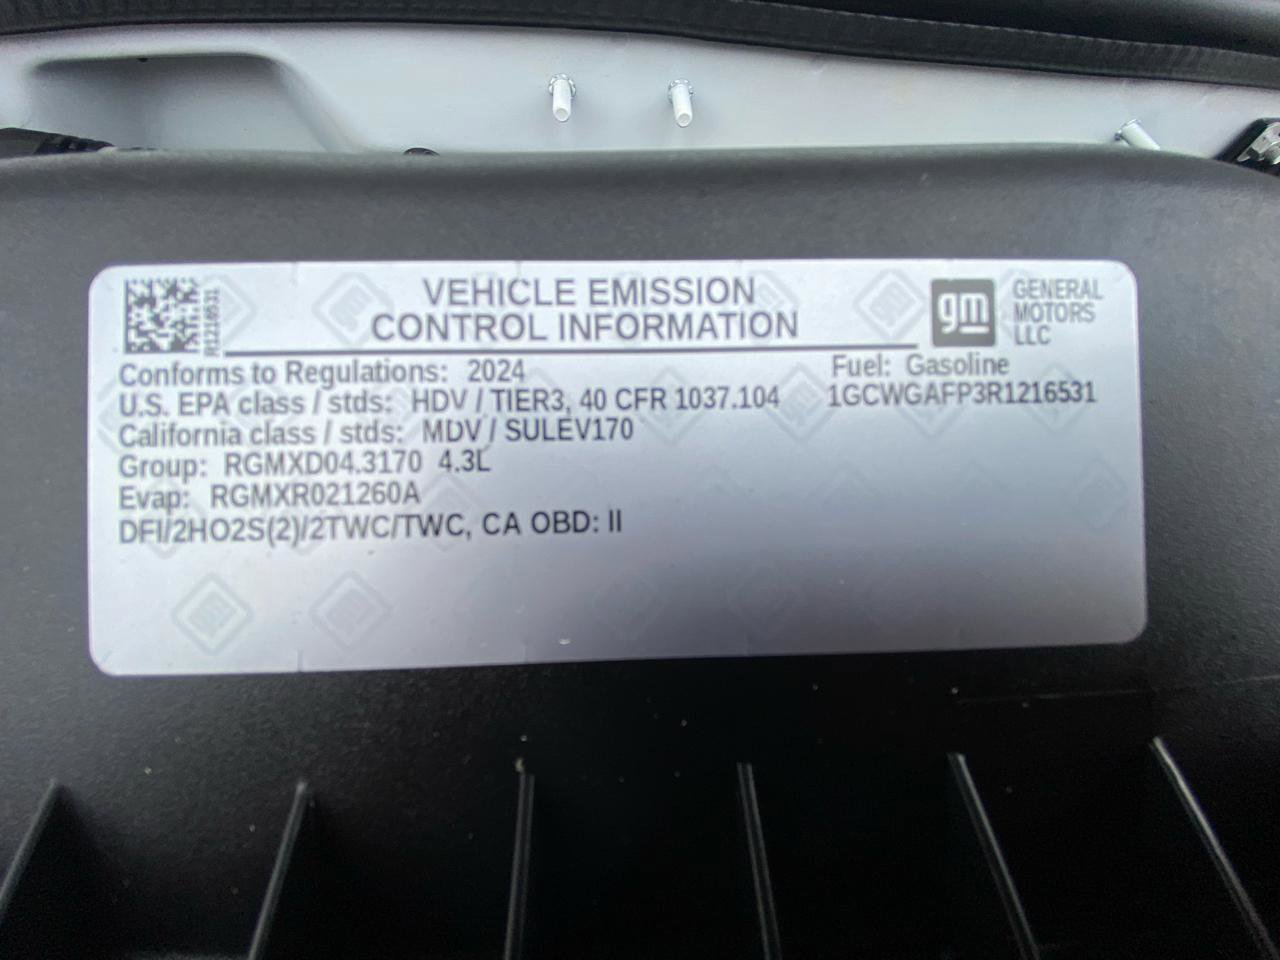 VEHICLE EMISSION
CONTROL INFORMATION
gm
GENERAL
MOTORS
LLC
Conforms to Regulations: 2024
Fuel: Gasoline
U.S. EPA class / stds: HDV / TIER3, 40 CFR 1037.104
1GCWGAFP3R1216531
California class / stds: MDV / SULEV170
Group: RGMXD04.3170 4.3L
Evap: RGMXR021260A
DFI/2HO2S(2)/2TWC/TWC, CA OBD: II